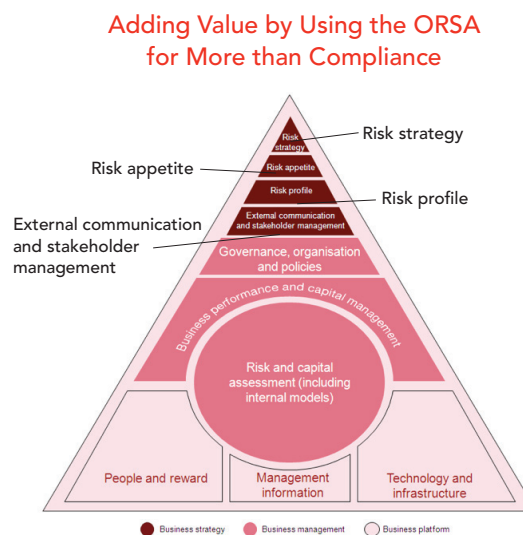 Adding Value by Using the ORSA
for More than Compliance
Risk
strategy
Risk strategy
Risk appetite
Risk appetite
Risk profile
Risk profile
External communication
and stakeholder
management
External communication
and stakeholder management
Governance, organisation
and policies
Business performance and capital management
Risk and capital
assessment (including
internal models)
People and reward
Management
information
Technology and
infrastructure
Business strategy
Business management
Business platform